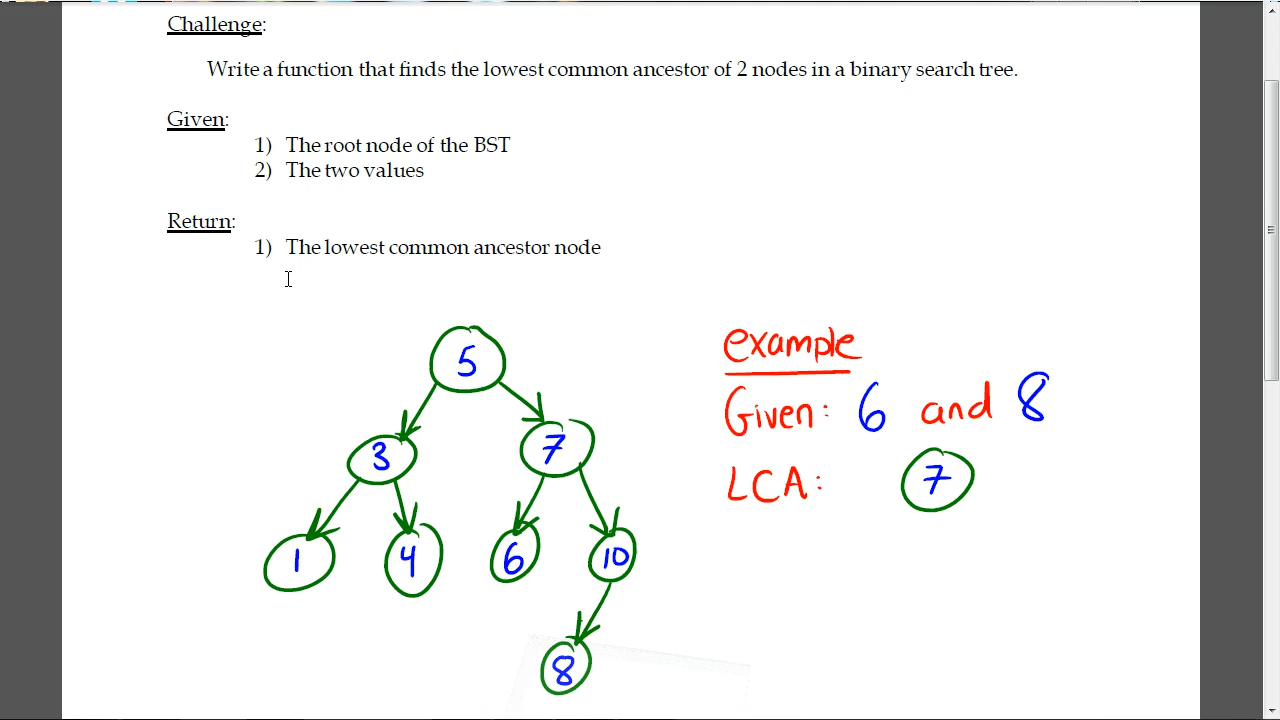 Challenge:
Write a function that finds the lowest common ancestor of 2 nodes in a binary search tree.
Given:
1) The root node of the BST
2) The two values
Return:
1) The lowest common ancestor node
5
3 7
1 4 6 10
8
example
Given: 6 and 8
LCA: 7